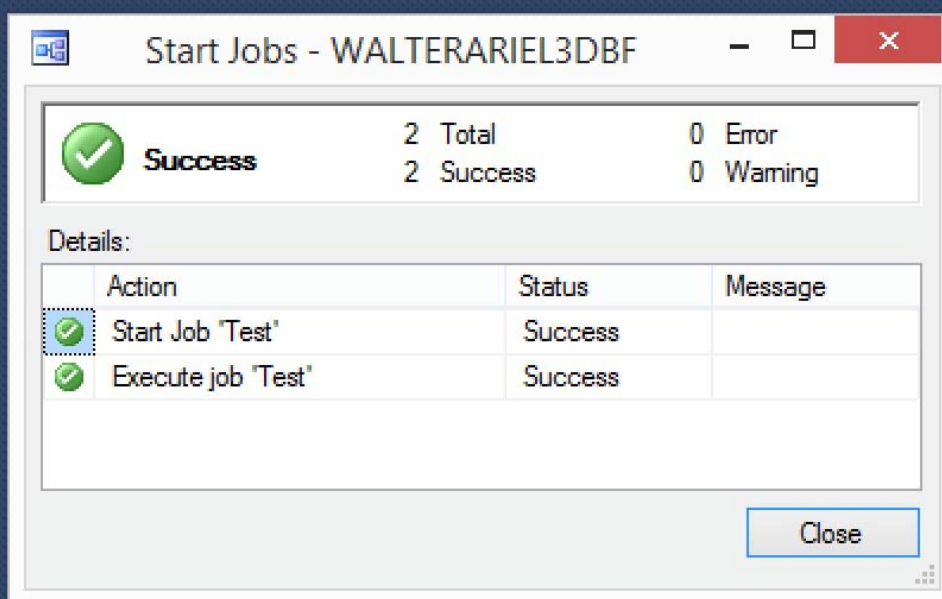 Start Jobs - WALTERARIEL3DBF
Success
2 Total 0 Error
2 Success 0 Warning
Details:
Action Status Message
Start Job "Test" Success
Execute job "Test" Success
Close